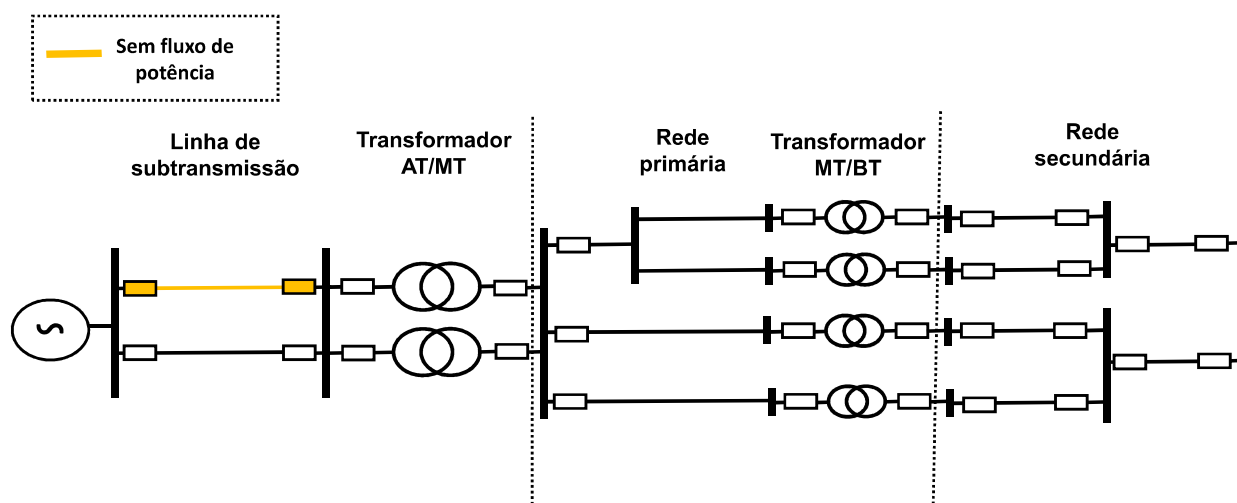 Sem fluxo de
potência
Linha de
subtransmissão
Transformador
AT/MT
Rede
primária
Transformador
MT/BT
Rede
secundária